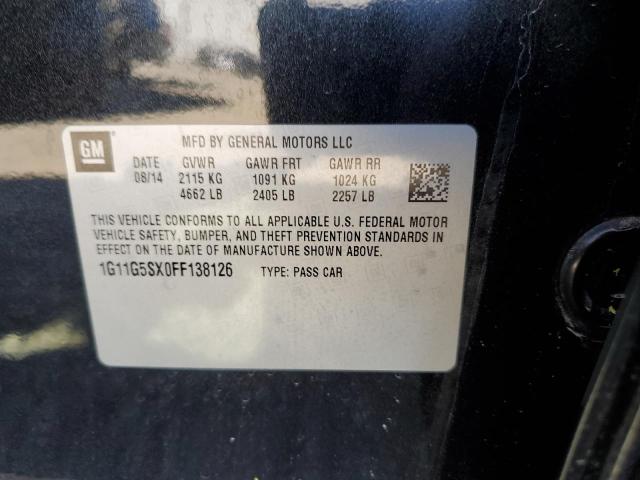 GM
MFD BY GENERAL MOTORS LLC
DATE GVWR GAWR FRT GAWR RR
08/14 2115 KG 1091 KG 1024 KG
4662 LB 2405 LB 2257 LB
THIS VEHICLE CONFORMS TO ALL APPLICABLE U.S. FEDERAL MOTOR
VEHICLE SAFETY, BUMPER, AND THEFT PREVENTION STANDARDS IN
EFFECT ON THE DATE OF MANUFACTURE SHOWN ABOVE.
1G11G5SX0FF138126 TYPE: PASS CAR